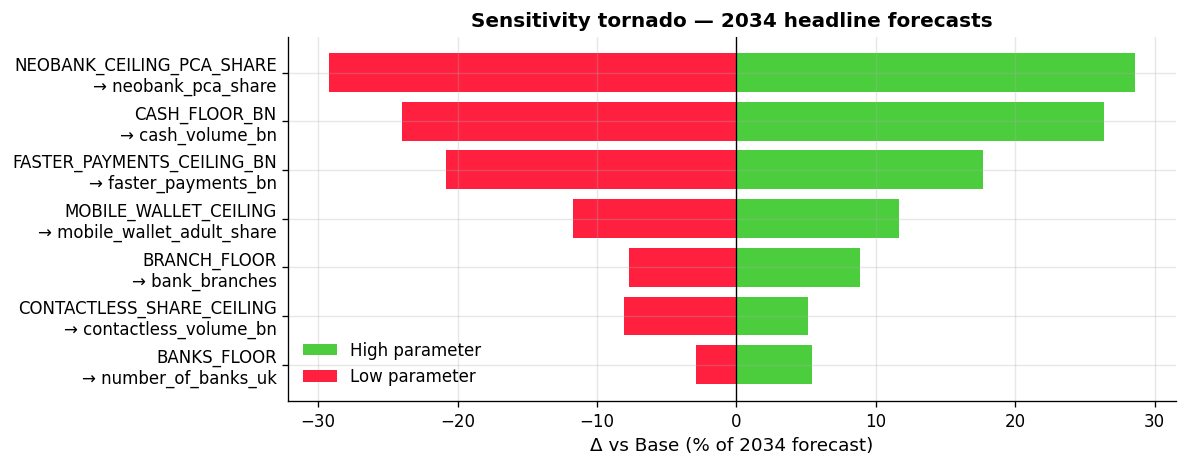 Sensitivity tornado — 2034 headline forecasts
NEOBANK_CEILING_PCA_SHARE
→ neobank_pca_share
CASH_FLOOR_BN
→ cash_volume_bn
FASTER_PAYMENTS_CEILING_BN
→ faster_payments_bn
MOBILE_WALLET_CEILING
→ mobile_wallet_adult_share
BRANCH_FLOOR
→ bank_branches
CONTACTLESS_SHARE_CEILING
→ contactless_volume_bn
BANKS_FLOOR
→ number_of_banks_uk
High parameter
Low parameter
−30 −20 −10 0 10 20 30
Δ vs Base (% of 2034 forecast)